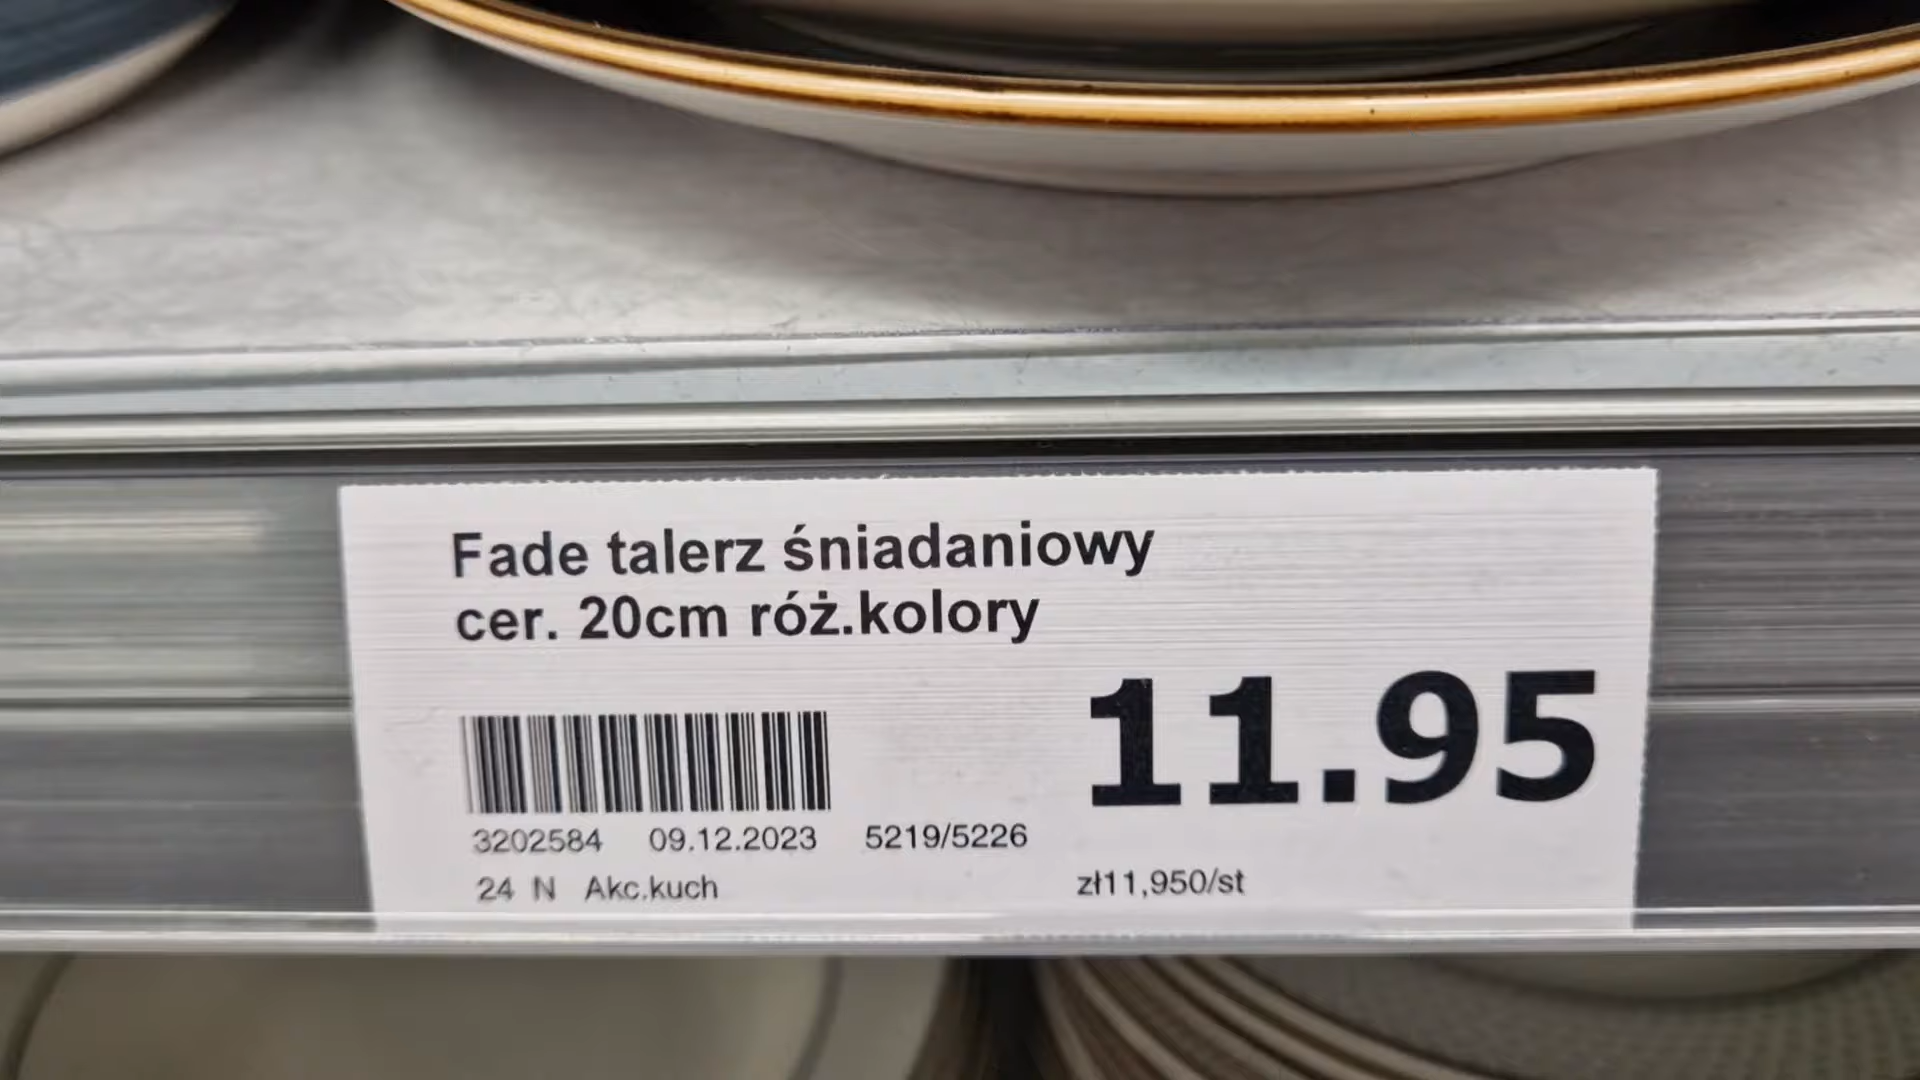 Fade talerz śniadaniowy
cer. 20cm róż.kolory
11.95
3202584 09.12.2023 5219/5226
24 N Akc.kuch zł11,950/st